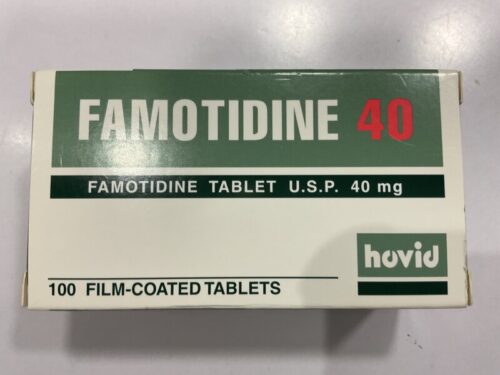 FAMOTIDINE 40
FAMOTIDINE TABLET U.S.P. 40 mg
hovid
100 FILM-COATED TABLETS